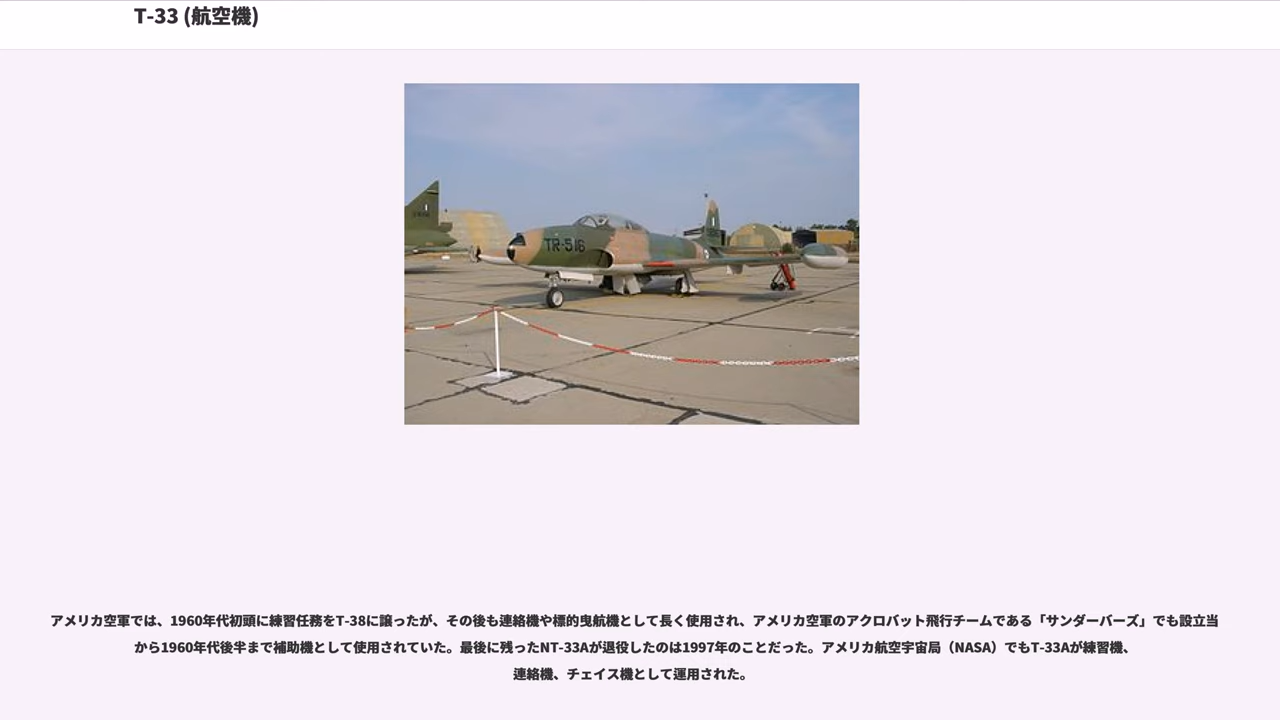 T-33 (航空機)
TR-516
アメリカ空軍では、1960年代初頭に練習任務をT-38に譲ったが、その後も連絡機や標的曳航機として長く使用され、アメリカ空軍のアクロバット飛行チームである「サンダーバーズ」でも設立当
から1960年代後半まで補助機として使用されていた。最後に残ったNT-33Aが退役したのは1997年のことだった。アメリカ航空宇宙局（NASA）でもT-33Aが練習機、
連絡機、チェイス機として運用された。